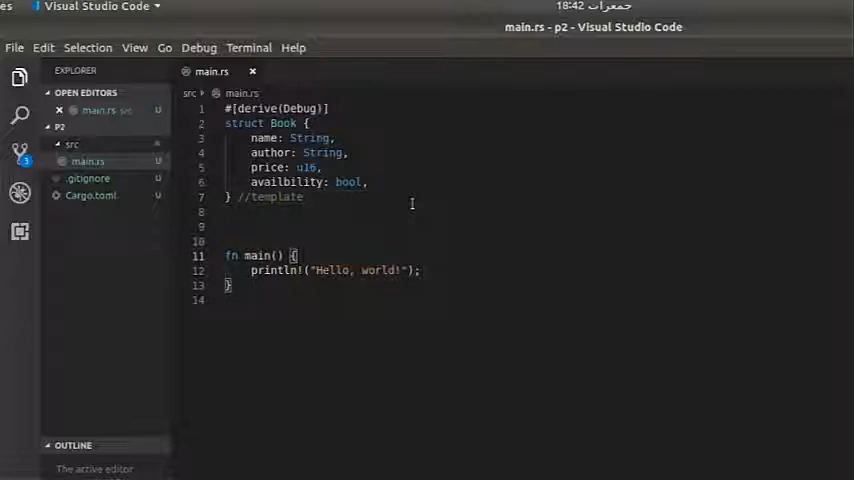 es Visual Studio Code
18:42 جمعرات
main.rs - p2 - Visual Studio Code
File Edit Selection View Go Debug Terminal Help
EXPLORER
main.rs
OPEN EDITORS
main.rs src U
P2
src
main.rs U
.gitignore U
Cargo.toml U
3
OUTLINE
The active editor
src main.rs
1 #[derive(Debug)]
2 struct Book {
3 name: String,
4 author: String,
5 price: u16,
6 availbility: bool,
7 } //template
8
9
10
11 fn main() {
12 println!("Hello, world!");
13 }
14